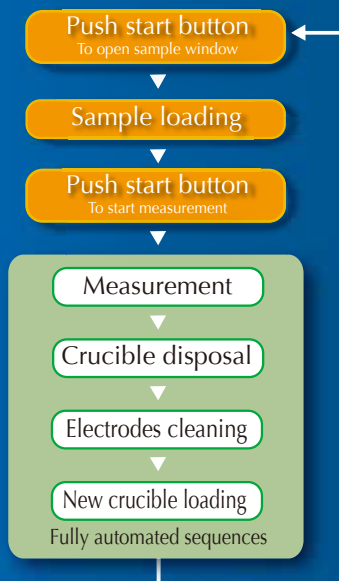 Push start button
To open sample window
Sample loading
Push start button
To start measurement
Measurement
Crucible disposal
Electrodes cleaning
New crucible loading
Fully automated sequences